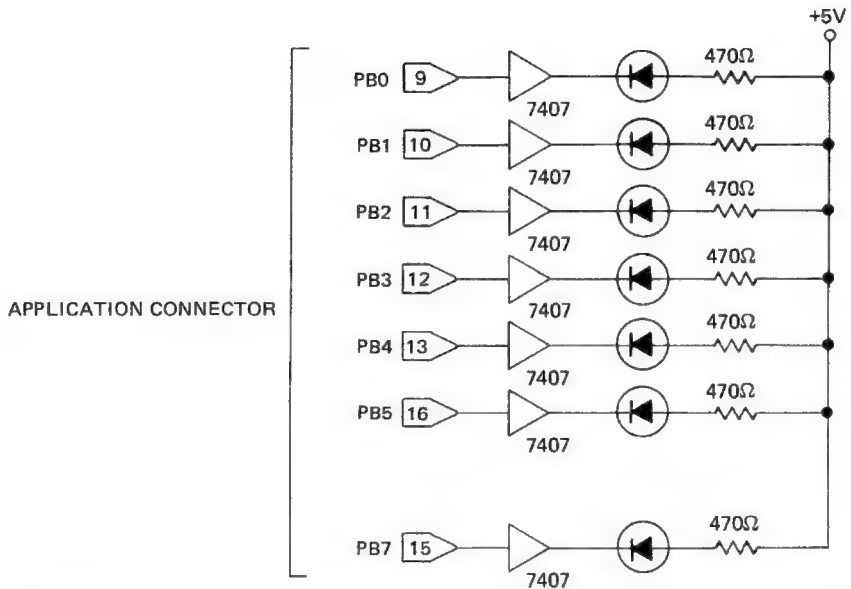 +5V
470Ω
PB0 9
7407
470Ω
PB1 10
7407
470Ω
PB2 11
7407
470Ω
PB3 12
7407
APPLICATION CONNECTOR
470Ω
PB4 13
7407
470Ω
PB5 16
7407
470Ω
PB7 15
7407